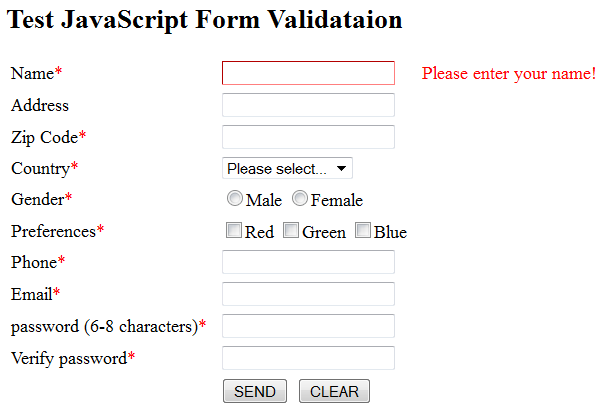 Test JavaScript Form Validataion
Name* Please enter your name!
Address
Zip Code*
Country* Please select...
Gender* Male Female
Preferences* Red Green Blue
Phone*
Email*
password (6-8 characters)*
Verify password*
SEND CLEAR